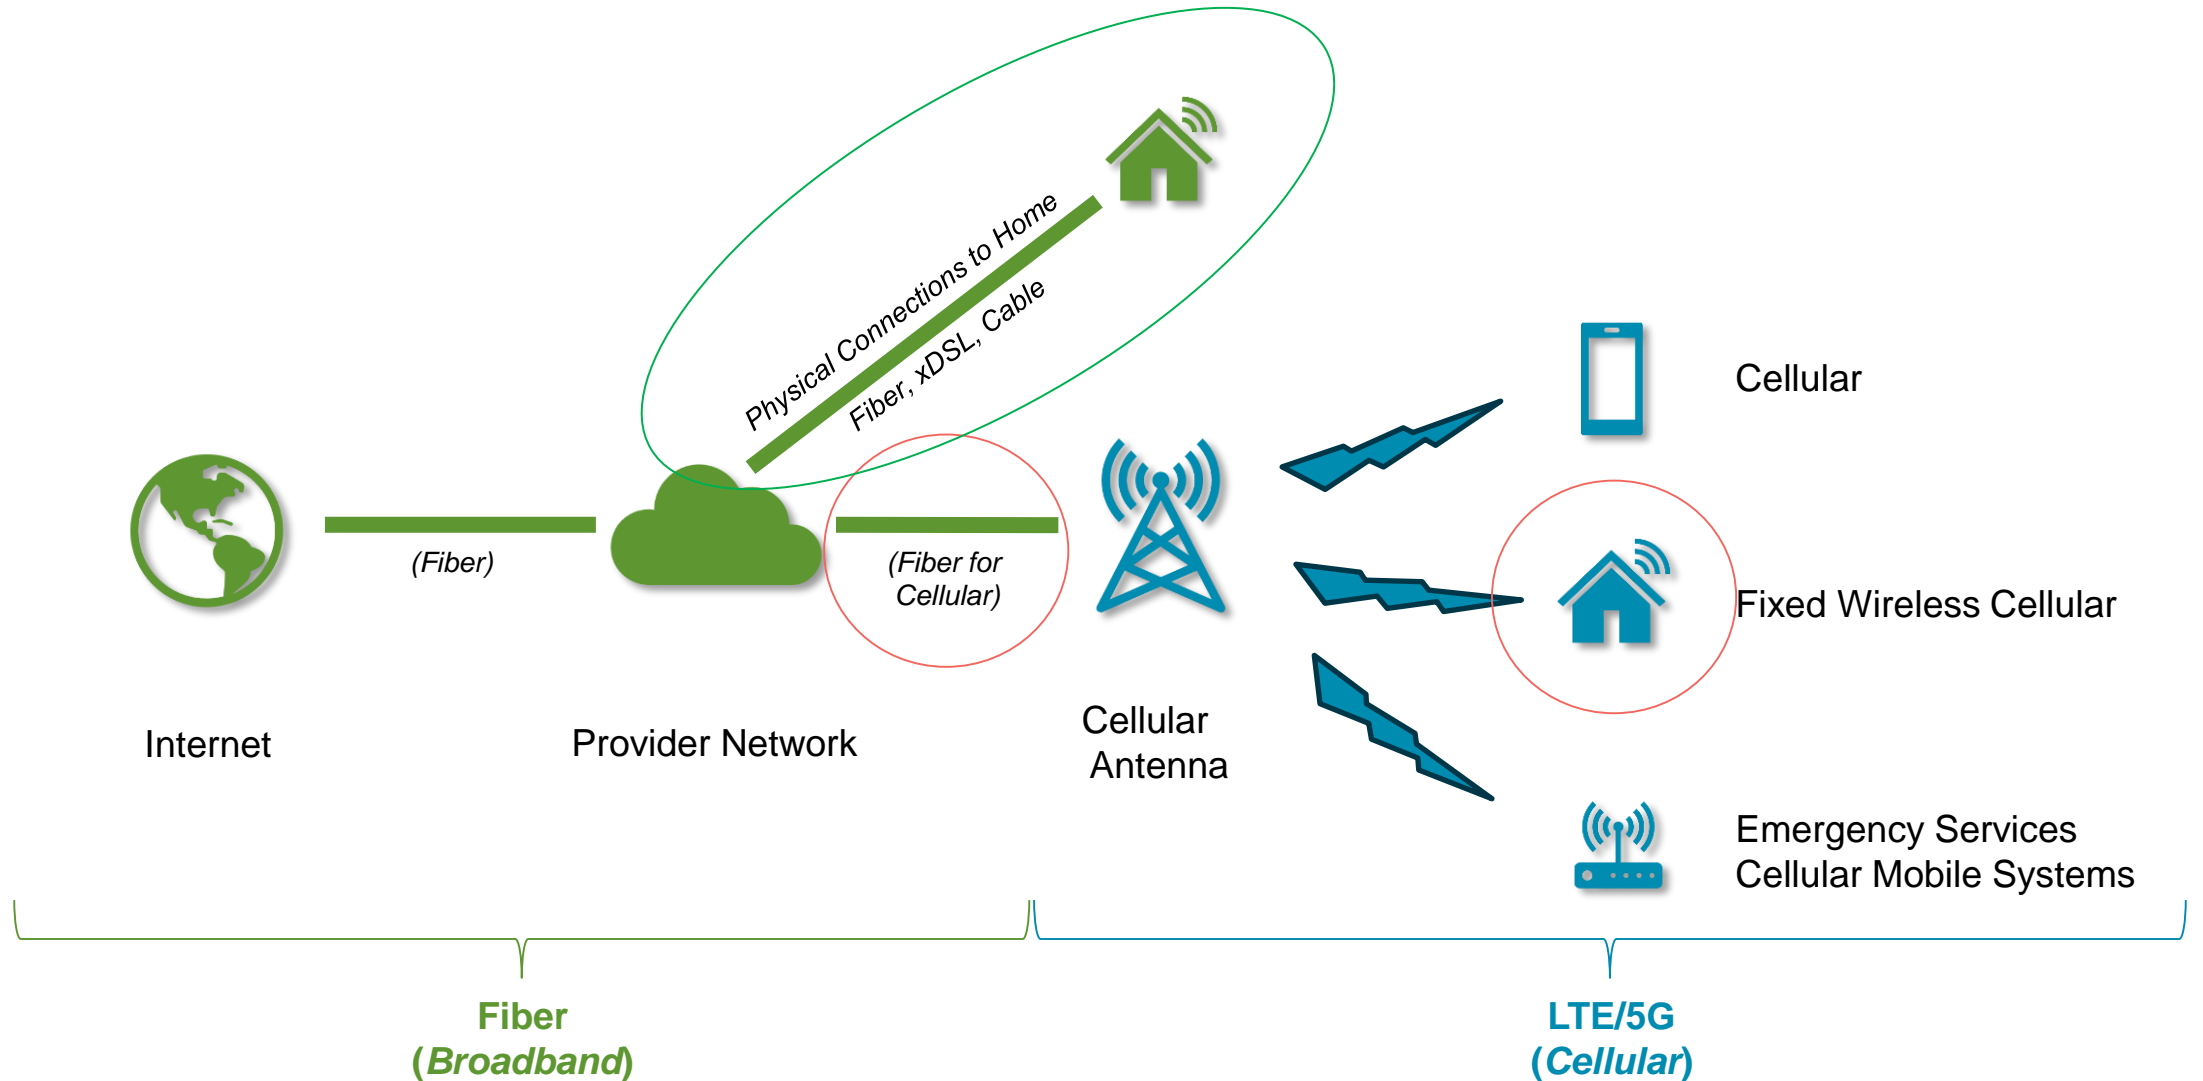 Physical Connections to Home
Fiber, xDSL, Cable
Cellular
(Fiber)
(Fiber for
Cellular)
Fixed Wireless Cellular
Internet
Provider Network
Cellular
Antenna
Emergency Services
Cellular Mobile Systems
Fiber
(Broadband)
LTE/5G
(Cellular)